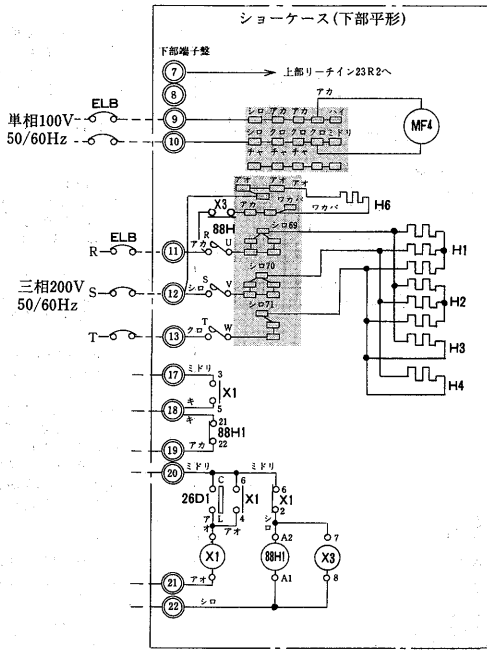 ショーケース(下部平形)
下部端子盤
7 上部リーチイン23R2へ
8
アカ
単相100V
50/60Hz
ELB
9 シロ アカ アカ ハミ
10 シロ クロ クロ クロ ミドリ
チャ チャ チャ
MF4
アオ アオ アオ
X3 アカ ワカバ
ワカバ H6
88H
シロ69
R ELB 11 アカ R U
H1
三相200V
50/60Hz
シロ70
S 12 シロ S V
H2
シロ71
T 13 クロ T W
H3
H4
17 ミドリ 3
X1
18 キ 5
キ 21
88H1
19 アカ 22
20 ミドリ ミドリ
C 6 6
26D1 X1 X1
L 4 2
アオ アオ シロ
A2 7
X1 88H1 X3
A1 8
21 アオ
22 シロ